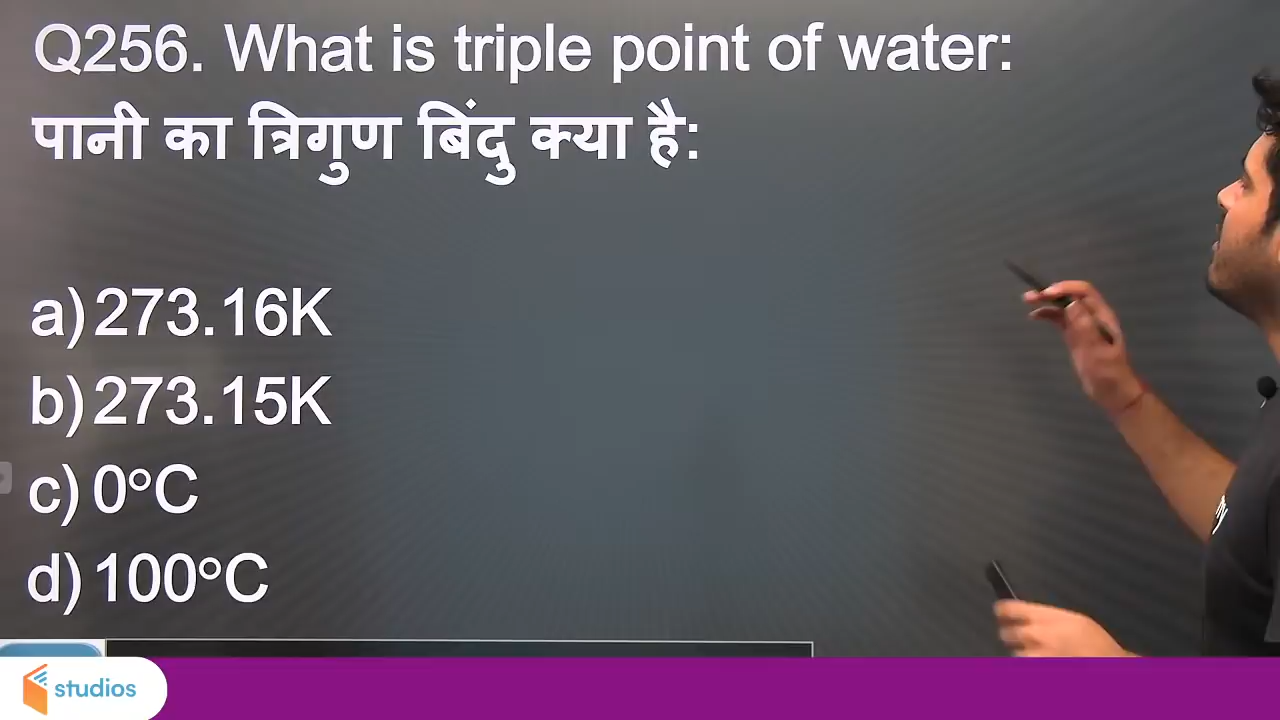 Q256. What is triple point of water:
पानी का त्रिगुण बिंदु क्या है:
a) 273.16K
b) 273.15K
c) 0°C
d) 100°C
studios